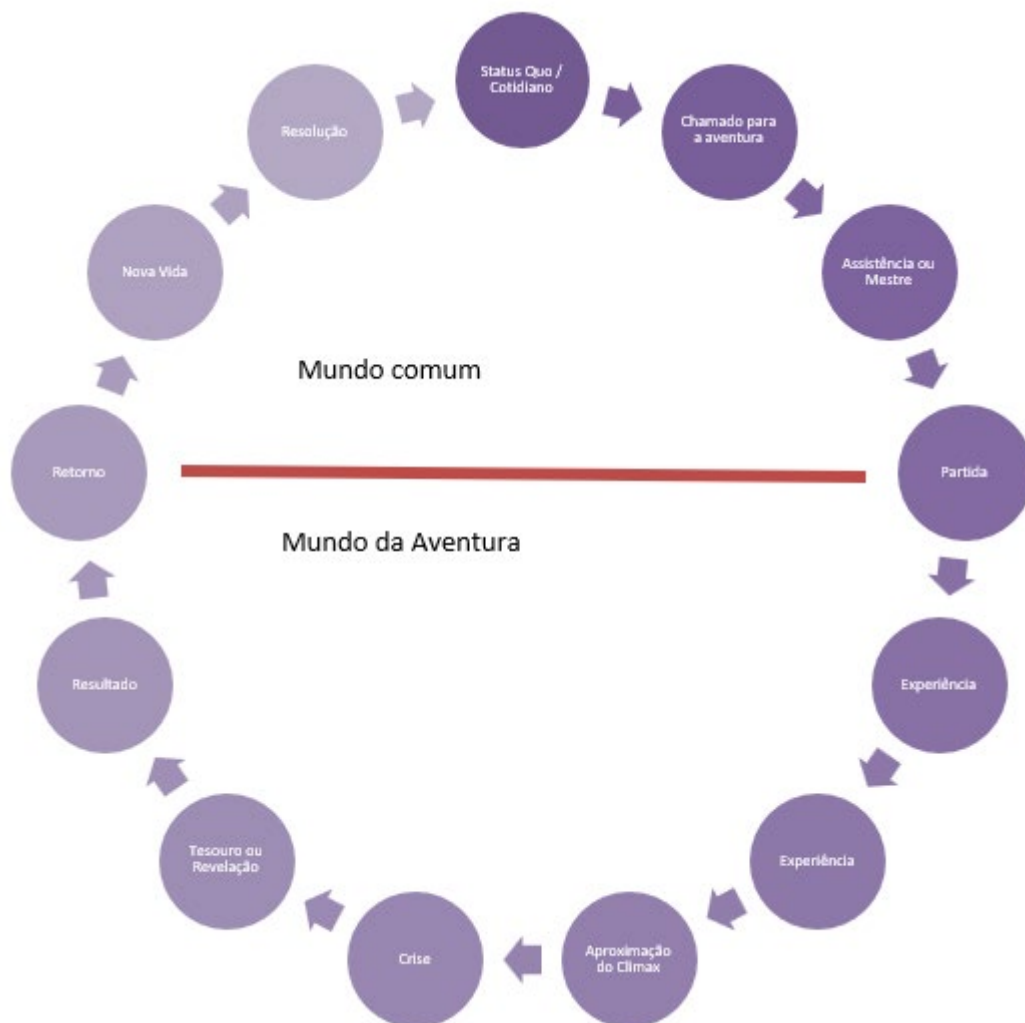 Status Quo /
Cotidiano
Chamado para
a aventura
Assistência ou
Mestre
Partida
Experiência
Experiência
Aproximação
do Climax
Crise
Tesouro ou
Revelação
Resultado
Retorno
Nova Vida
Resolução
Mundo comum
Mundo da Aventura